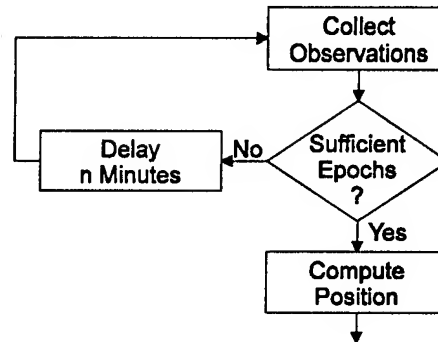 Collect
Observations
Sufficient
Epochs
?
No
Delay
n Minutes
Yes
Compute
Position